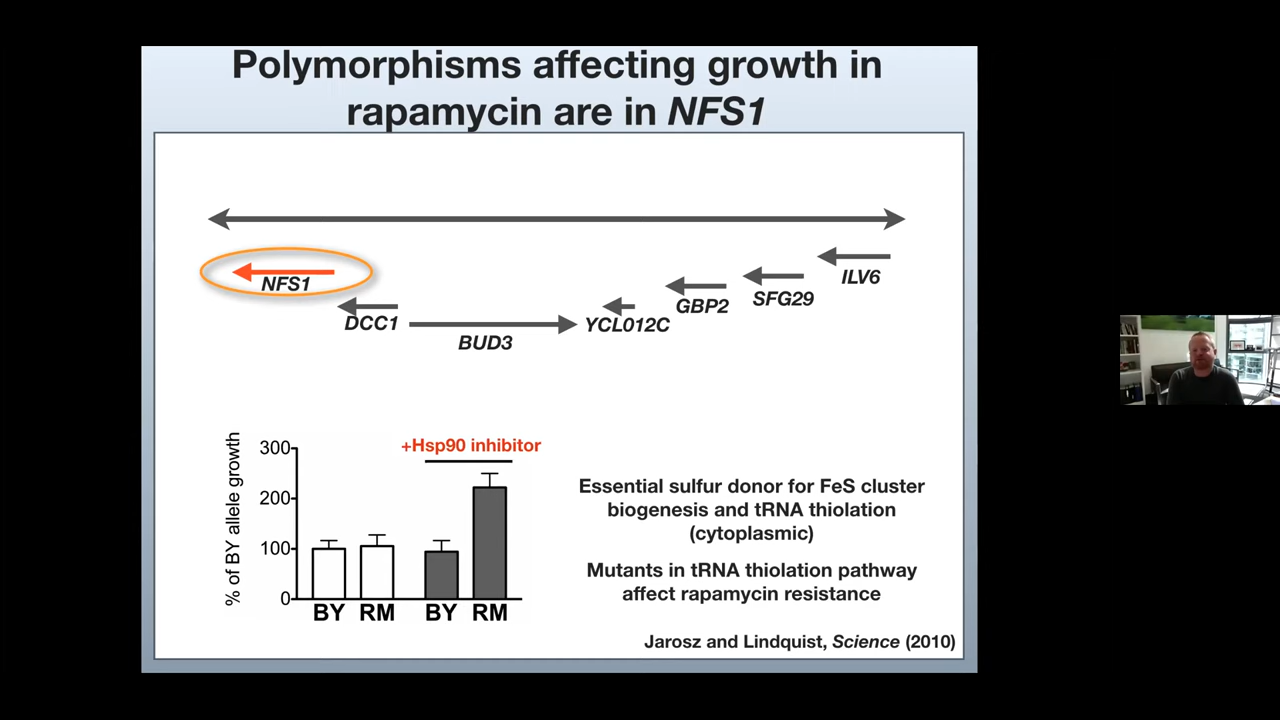 Polymorphisms affecting growth in
rapamycin are in NFS1
NFS1
DCC1
BUD3
YCL012C
GBP2
SFG29
ILV6
% of BY allele growth
300
200
100
0
+Hsp90 inhibitor
BY RM BY RM
Essential sulfur donor for FeS cluster
biogenesis and tRNA thiolation
(cytoplasmic)
Mutants in tRNA thiolation pathway
affect rapamycin resistance
Jarosz and Lindquist, Science (2010)